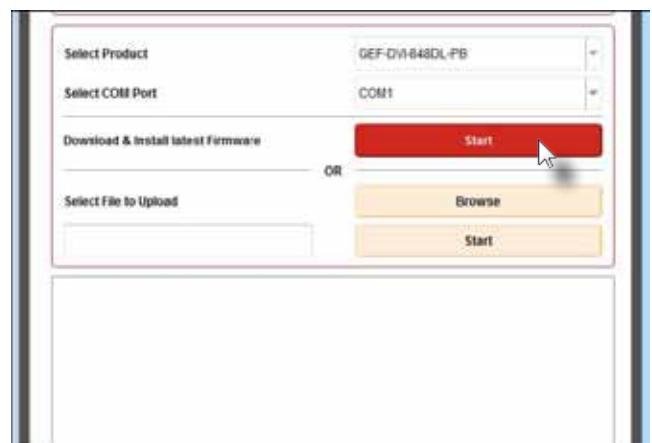 Select Product GEF-DVI-848DL-PB
Select COM Port COM1
Download & Install latest Firmware Start
OR
Select File to Upload Browse
Start